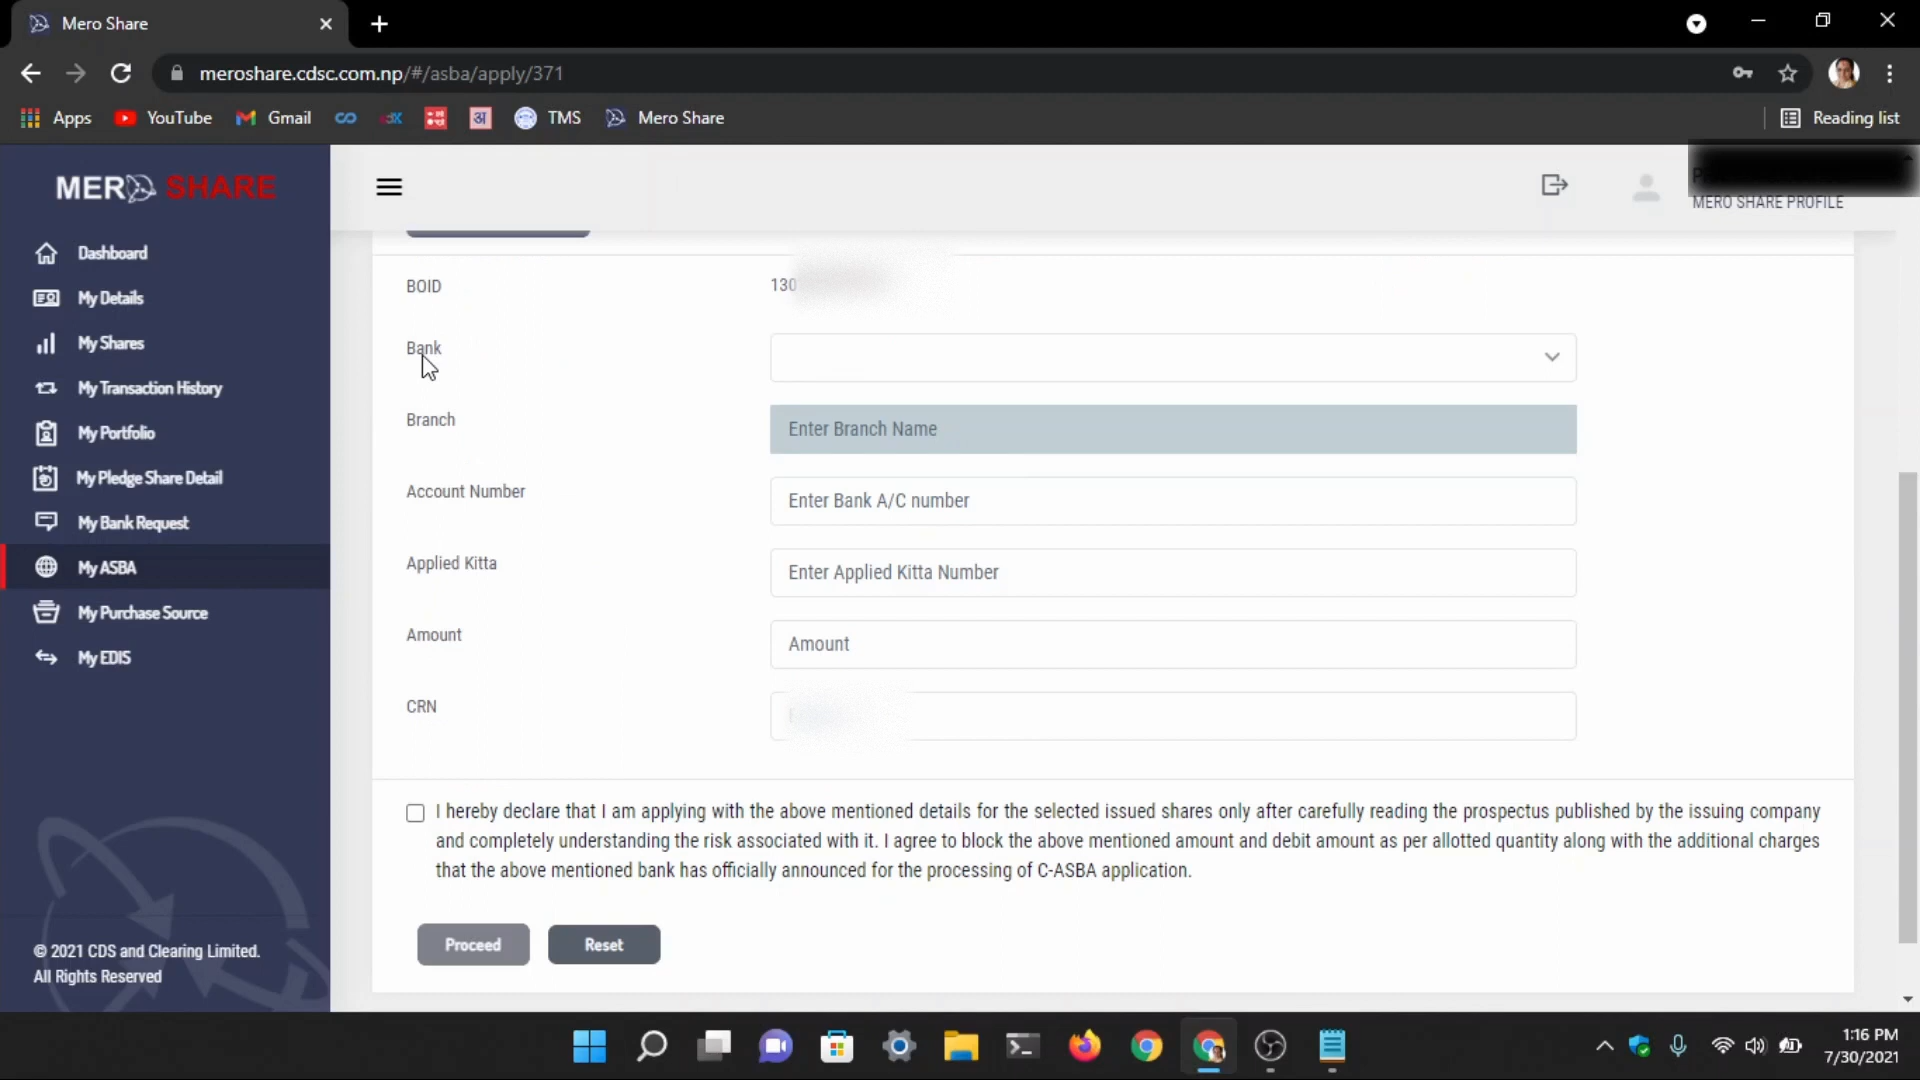 Mero Share
meroshare.cdsc.com.np/#/asba/apply/371
Apps YouTube Gmail TMS Mero Share Reading list
MERO SHARE
MERO SHARE PROFILE
Dashboard
My Details
My Shares
My Transaction History
My Portfolio
My Pledge Share Detail
My Bank Request
My ASBA
My Purchase Source
My EDIS
© 2021 CDS and Clearing Limited.
All Rights Reserved
BOID 130
Bank
Branch Enter Branch Name
Account Number Enter Bank A/C number
Applied Kitta Enter Applied Kitta Number
Amount Amount
CRN
I hereby declare that I am applying with the above mentioned details for the selected issued shares only after carefully reading the prospectus published by the issuing company
and completely understanding the risk associated with it. I agree to block the above mentioned amount and debit amount as per allotted quantity along with the additional charges
that the above mentioned bank has officially announced for the processing of C-ASBA application.
Proceed Reset
1:16 PM
7/30/2021